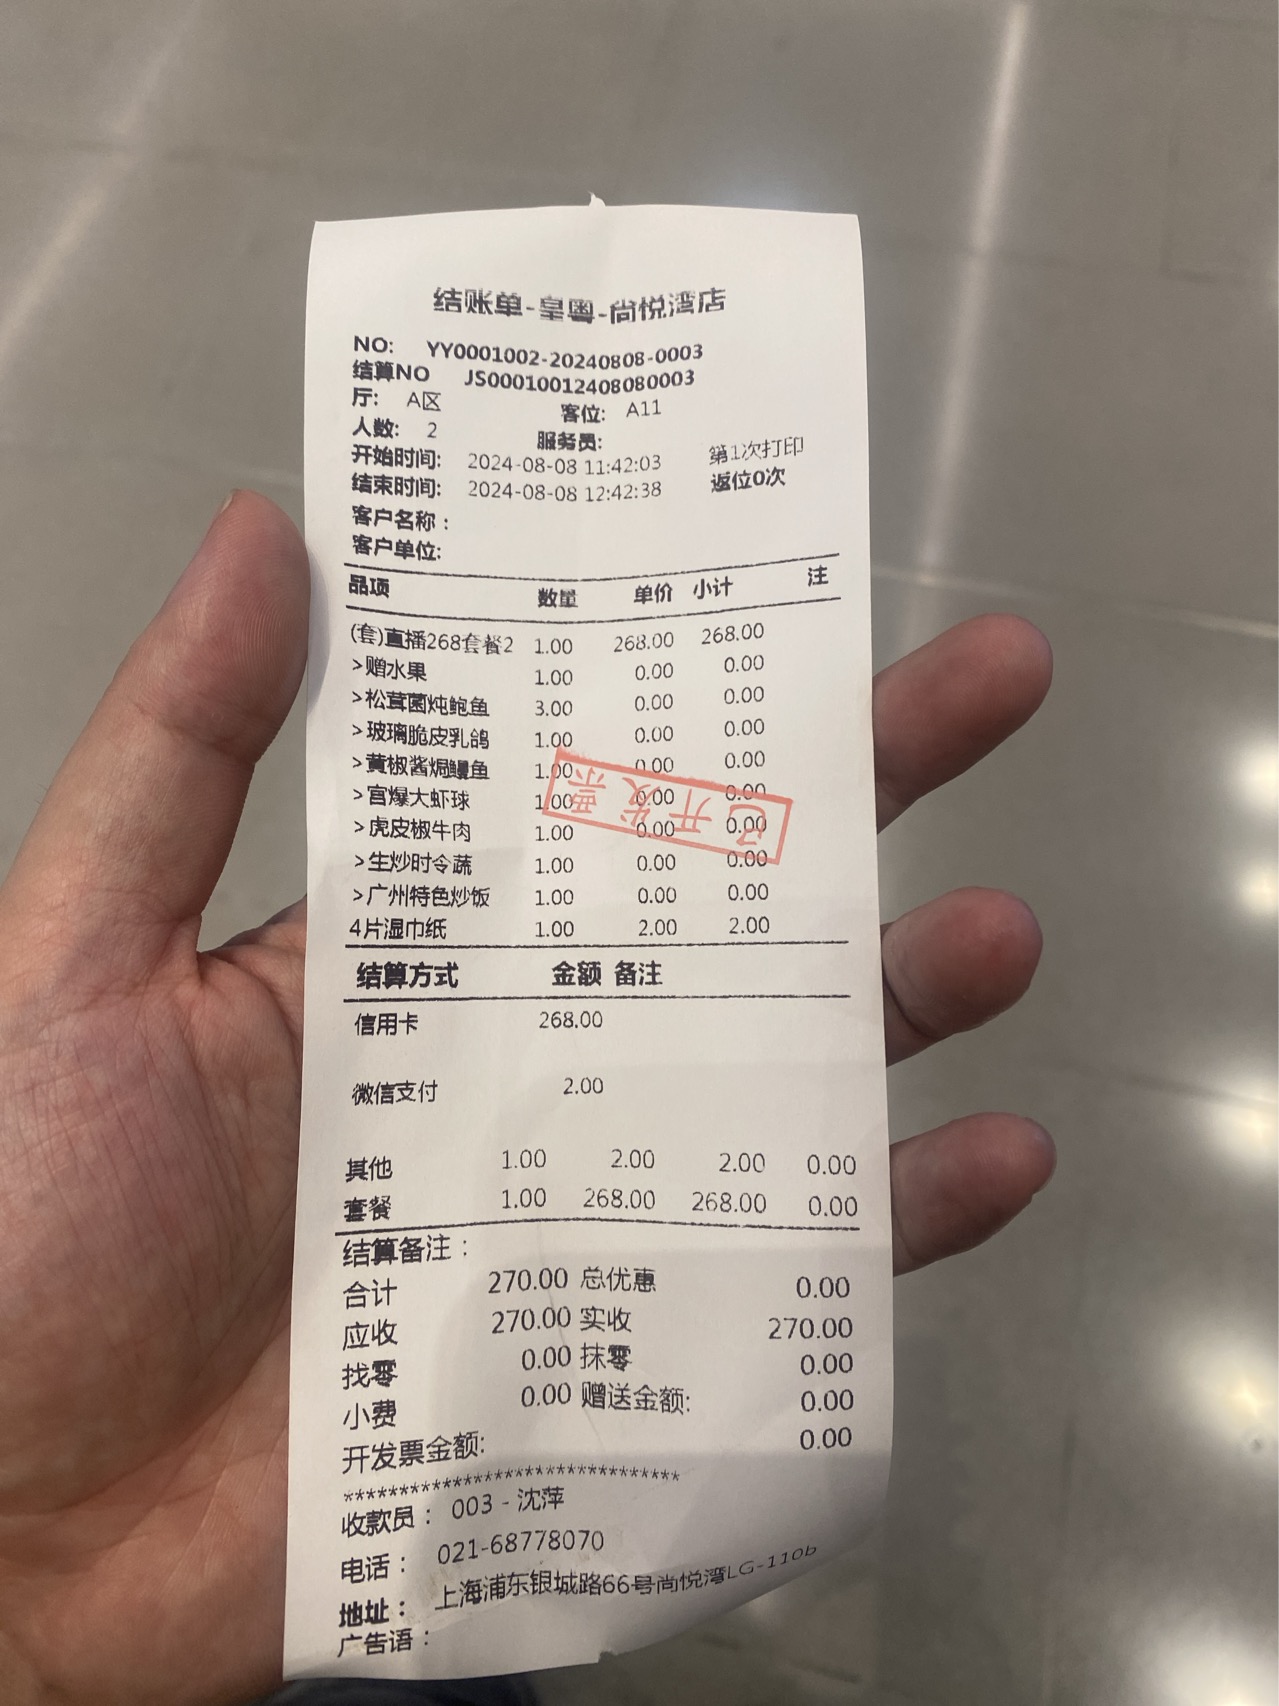 结账单-皇粤-尚悦湾店
NO: YY0001002-20240808-0003
结算NO JS00010012408080003
厅: A区 客位: A11
人数: 2 服务员:
开始时间: 2024-08-08 11:42:03 第1次打印
结束时间: 2024-08-08 12:42:38 返位0次
客户名称:
客户单位:
品项 数量 单价 小计 注
(套)直播268套餐2 1.00 268.00 268.00
>赠水果 1.00 0.00 0.00
>松茸菌炖鲍鱼 3.00 0.00 0.00
>玻璃脆皮乳鸽 1.00 0.00 0.00
>黄椒酱焗鳗鱼 1.00 0.00 0.00
>宫爆大虾球 1.00 0.00 0.00
>虎皮椒牛肉 1.00 0.00 0.00
>生炒时令蔬 1.00 0.00 0.00
>广州特色炒饭 1.00 0.00 0.00
4片湿巾纸 1.00 2.00 2.00
已开发票
结算方式 金额 备注
信用卡 268.00
微信支付 2.00
其他 1.00 2.00 2.00 0.00
套餐 1.00 268.00 268.00 0.00
结算备注:
合计 270.00 总优惠 0.00
应收 270.00 实收 270.00
找零 0.00 抹零 0.00
小费 0.00 赠送金额: 0.00
开发票金额: 0.00
********************************
收款员: 003 - 沈萍
电话: 021-68778070
地址: 上海浦东银城路66号尚悦湾LG-110b
广告语: